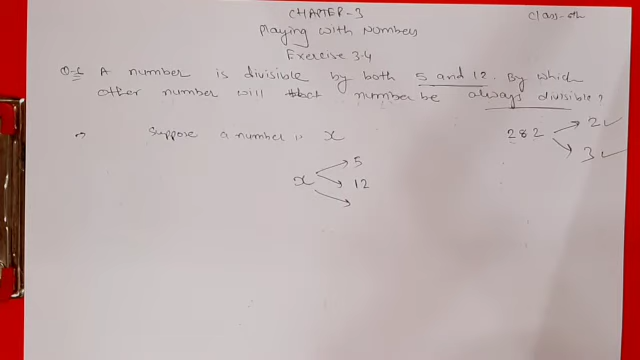 CHAPTER-3
Class-6th
Playing with Numbers
Exercise 3.4
Q-6 A number is divisible by both 5 and 12. By which
other number will that number be always divisible?
=> Suppose a number is x
282 2 ✓
3 ✓
x 5
12